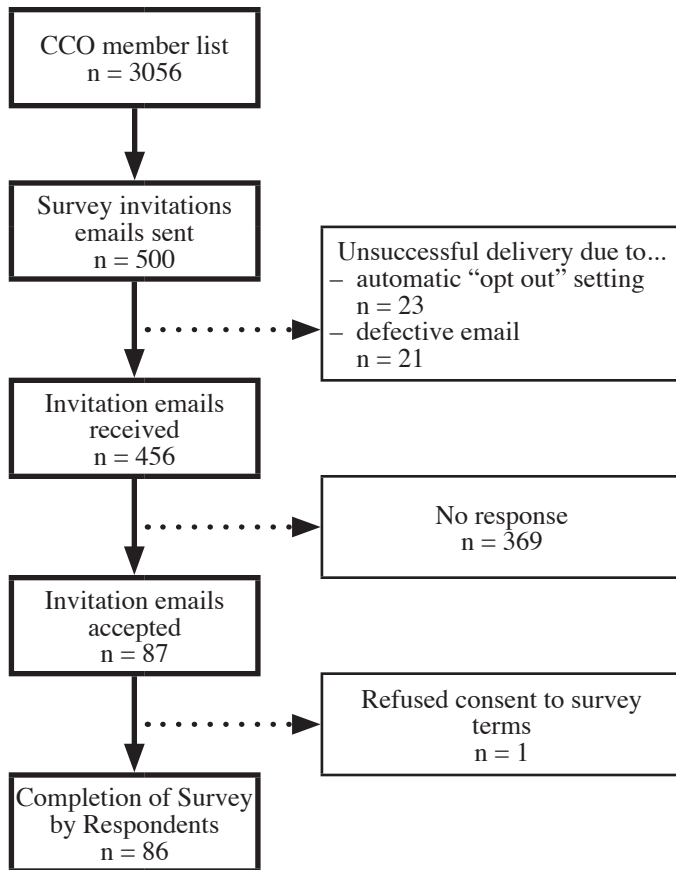 CCO member list
n = 3056
Survey invitations
emails sent
n = 500
Unsuccessful delivery due to...
– automatic “opt out” setting
n = 23
– defective email
n = 21
Invitation emails
received
n = 456
No response
n = 369
Invitation emails
accepted
n = 87
Refused consent to survey
terms
n = 1
Completion of Survey
by Respondents
n = 86